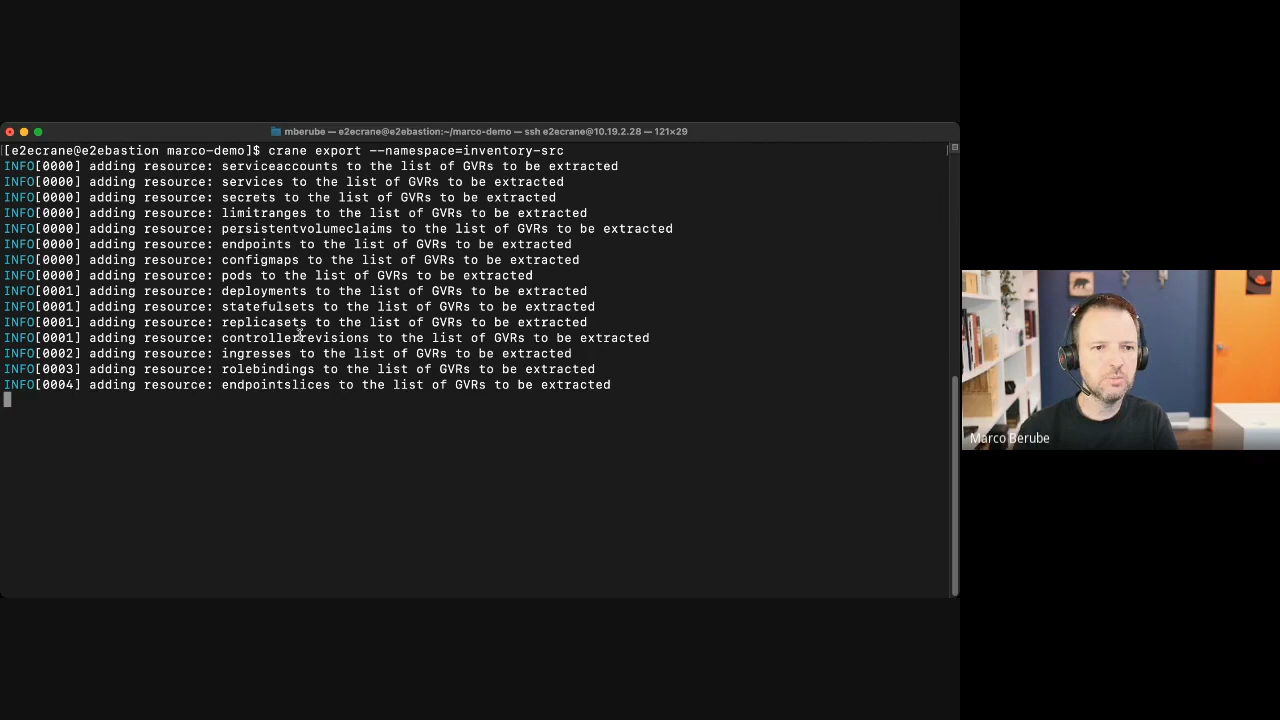 mberube — e2ecrane@e2ebastion:~/marco-demo — ssh e2ecrane@10.19.2.28 — 121×29
[e2ecrane@e2ebastion marco-demo]$ crane export --namespace=inventory-src
INFO[0000] adding resource: serviceaccounts to the list of GVRs to be extracted
INFO[0000] adding resource: services to the list of GVRs to be extracted
INFO[0000] adding resource: secrets to the list of GVRs to be extracted
INFO[0000] adding resource: limitranges to the list of GVRs to be extracted
INFO[0000] adding resource: persistentvolumeclaims to the list of GVRs to be extracted
INFO[0000] adding resource: endpoints to the list of GVRs to be extracted
INFO[0000] adding resource: configmaps to the list of GVRs to be extracted
INFO[0000] adding resource: pods to the list of GVRs to be extracted
INFO[0001] adding resource: deployments to the list of GVRs to be extracted
INFO[0001] adding resource: statefulsets to the list of GVRs to be extracted
INFO[0001] adding resource: replicasets to the list of GVRs to be extracted
INFO[0001] adding resource: controllerrevisions to the list of GVRs to be extracted
INFO[0002] adding resource: ingresses to the list of GVRs to be extracted
INFO[0003] adding resource: rolebindings to the list of GVRs to be extracted
INFO[0004] adding resource: endpointslices to the list of GVRs to be extracted
Marco Berube